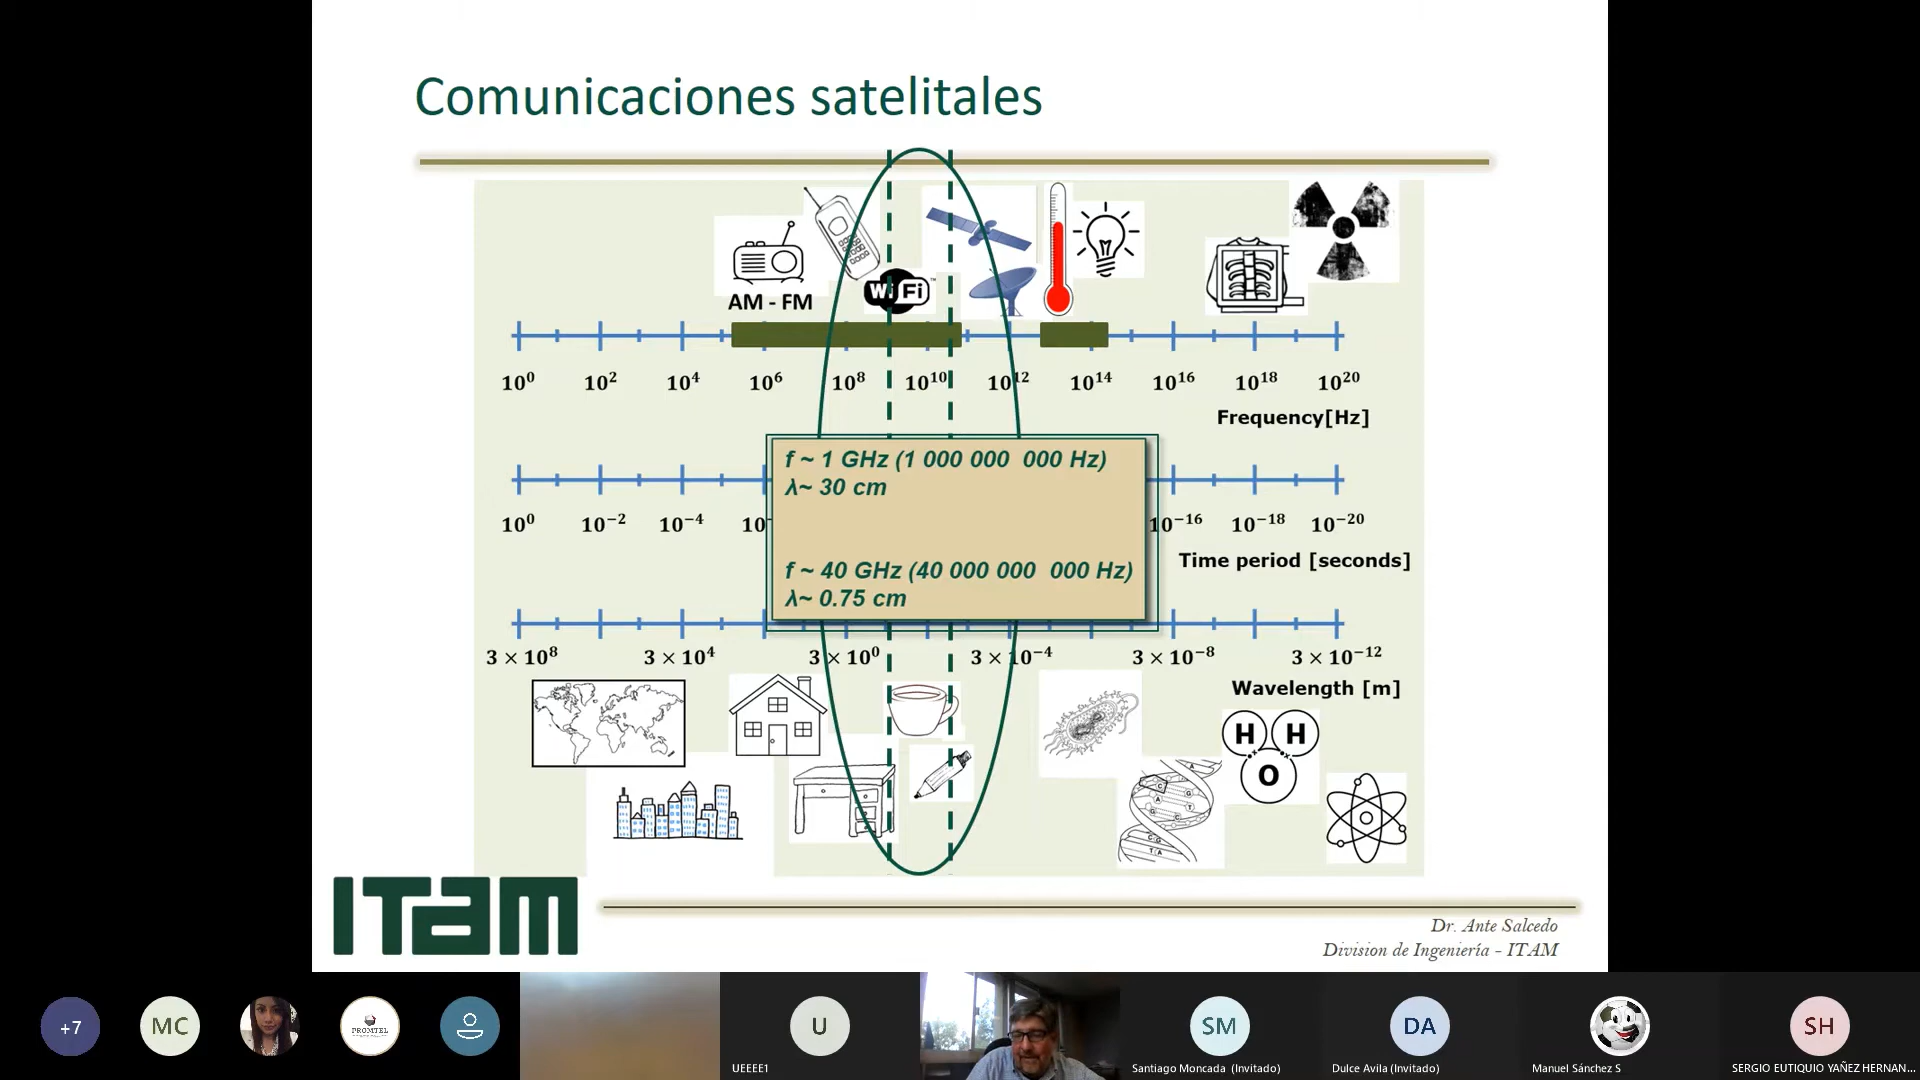 Comunicaciones satelitales
AM - FM
Wi Fi
10⁰ 10² 10⁴ 10⁶ 10⁸ 10¹⁰ 10¹² 10¹⁴ 10¹⁶ 10¹⁸ 10²⁰
Frequency[Hz]
f ~ 1 GHz (1 000 000 000 Hz)
λ~ 30 cm
10⁰ 10⁻² 10⁻⁴ 10 10⁻¹⁶ 10⁻¹⁸ 10⁻²⁰
Time period [seconds]
f ~ 40 GHz (40 000 000 000 Hz)
λ~ 0.75 cm
3 × 10⁸ 3 × 10⁴ 3 × 10⁰ 3 × 10⁻⁴ 3 × 10⁻⁸ 3 × 10⁻¹²
Wavelength [m]
H H
O
ITAM
Dr. Ante Salcedo
Division de Ingeniería - ITAM
+7
MC
PROMTEL
U
SM
DA
SH
UEEEE1
Santiago Moncada (Invitado)
Dulce Avila (Invitado)
Manuel Sánchez S
SERGIO EUTIQUIO YAÑEZ HERNAN...